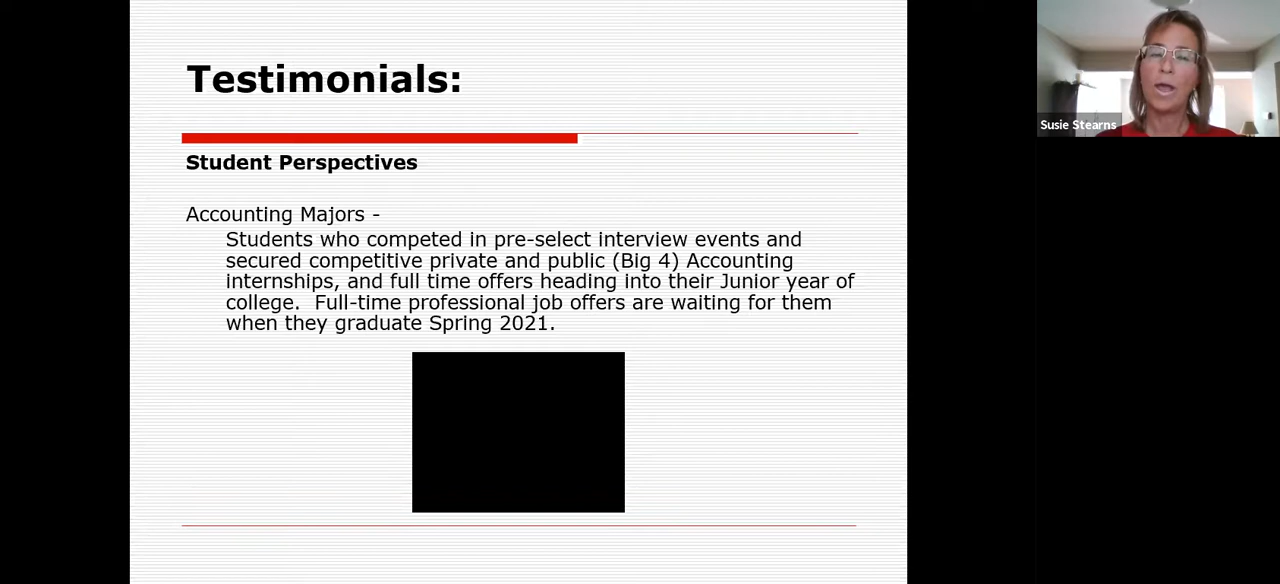 Testimonials:
Student Perspectives
Accounting Majors -
Students who competed in pre-select interview events and
secured competitive private and public (Big 4) Accounting
internships, and full time offers heading into their Junior year of
college.  Full-time professional job offers are waiting for them
when they graduate Spring 2021.
Susie Stearns